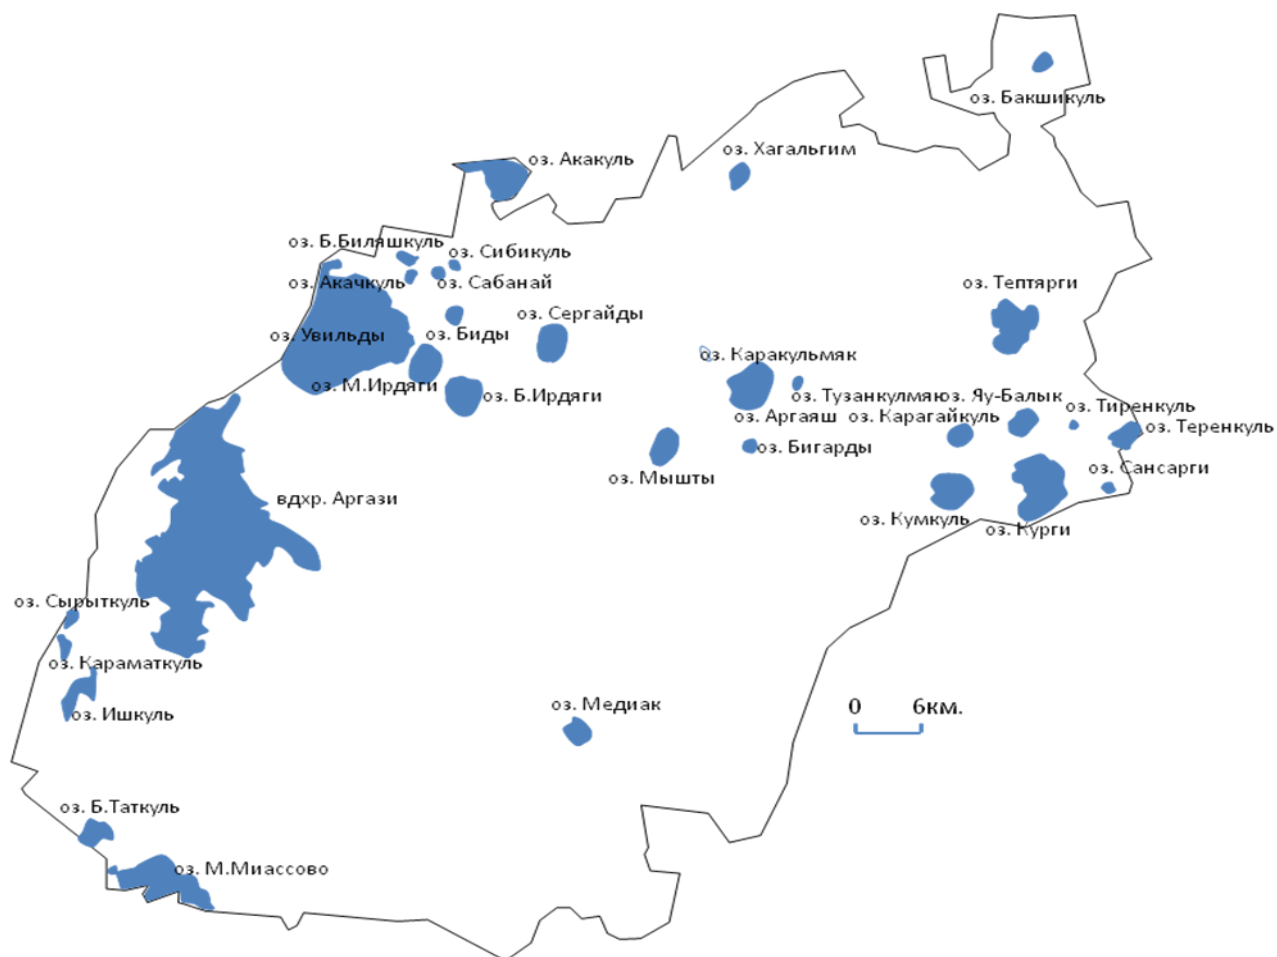 оз. Бакшикуль
оз. Хагальгим
оз. Акакуль
оз. Б.Биляшкуль
оз. Сибикуль
оз. Акачкуль
оз. Сабанай
оз. Тептярги
оз. Сергайды
оз. Увильды
оз. Биды
оз. Каракульмяк
оз. М.Ирдяги
оз. Б.Ирдяги
оз. Тузанкулмяк
оз. Яу-Балык
оз. Тиренкуль
оз. Аргаяш
оз. Карагайкуль
оз. Теренкуль
оз. Бигарды
оз. Сансарги
оз. Мышты
вдхр. Аргази
оз. Кумкуль
оз. Курги
оз. Сырыткуль
оз. Караматкуль
оз. Ишкуль
оз. Медиак
0 6км.
оз. Б.Таткуль
оз. М.Миассово